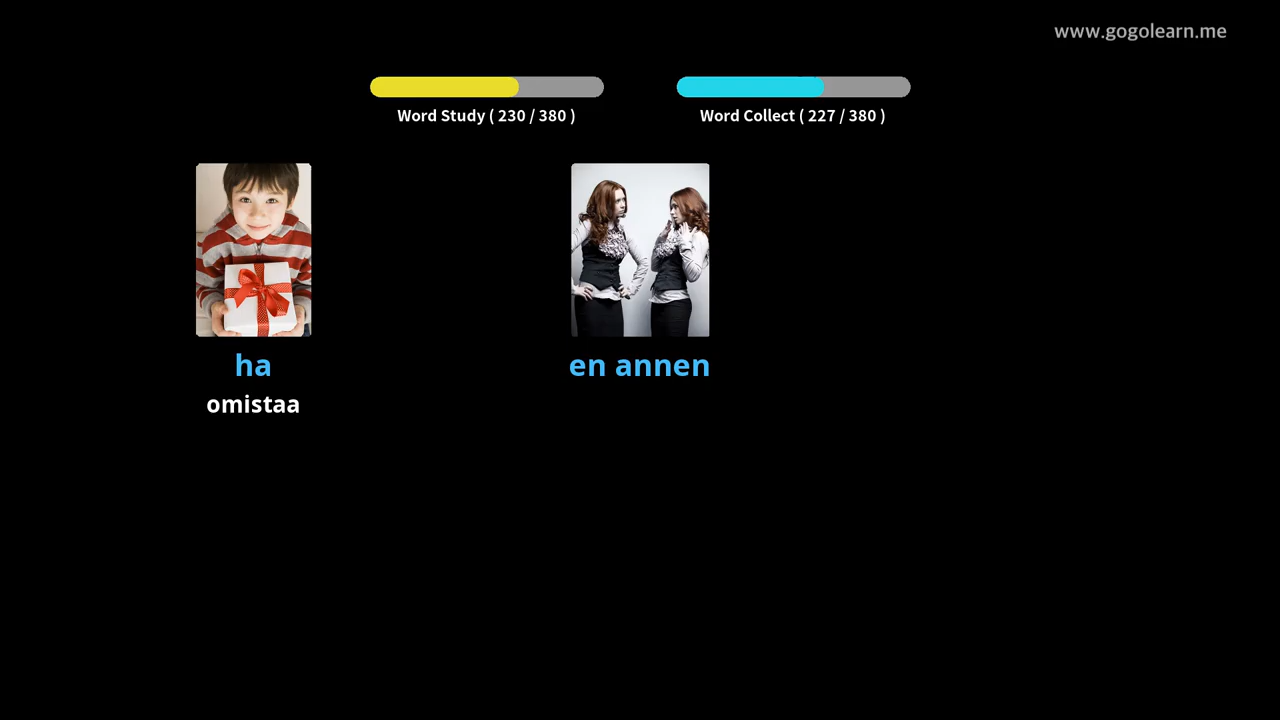 www.gogolearn.me
Word Study ( 230 / 380 )
Word Collect ( 227 / 380 )
ha
omistaa
en annen